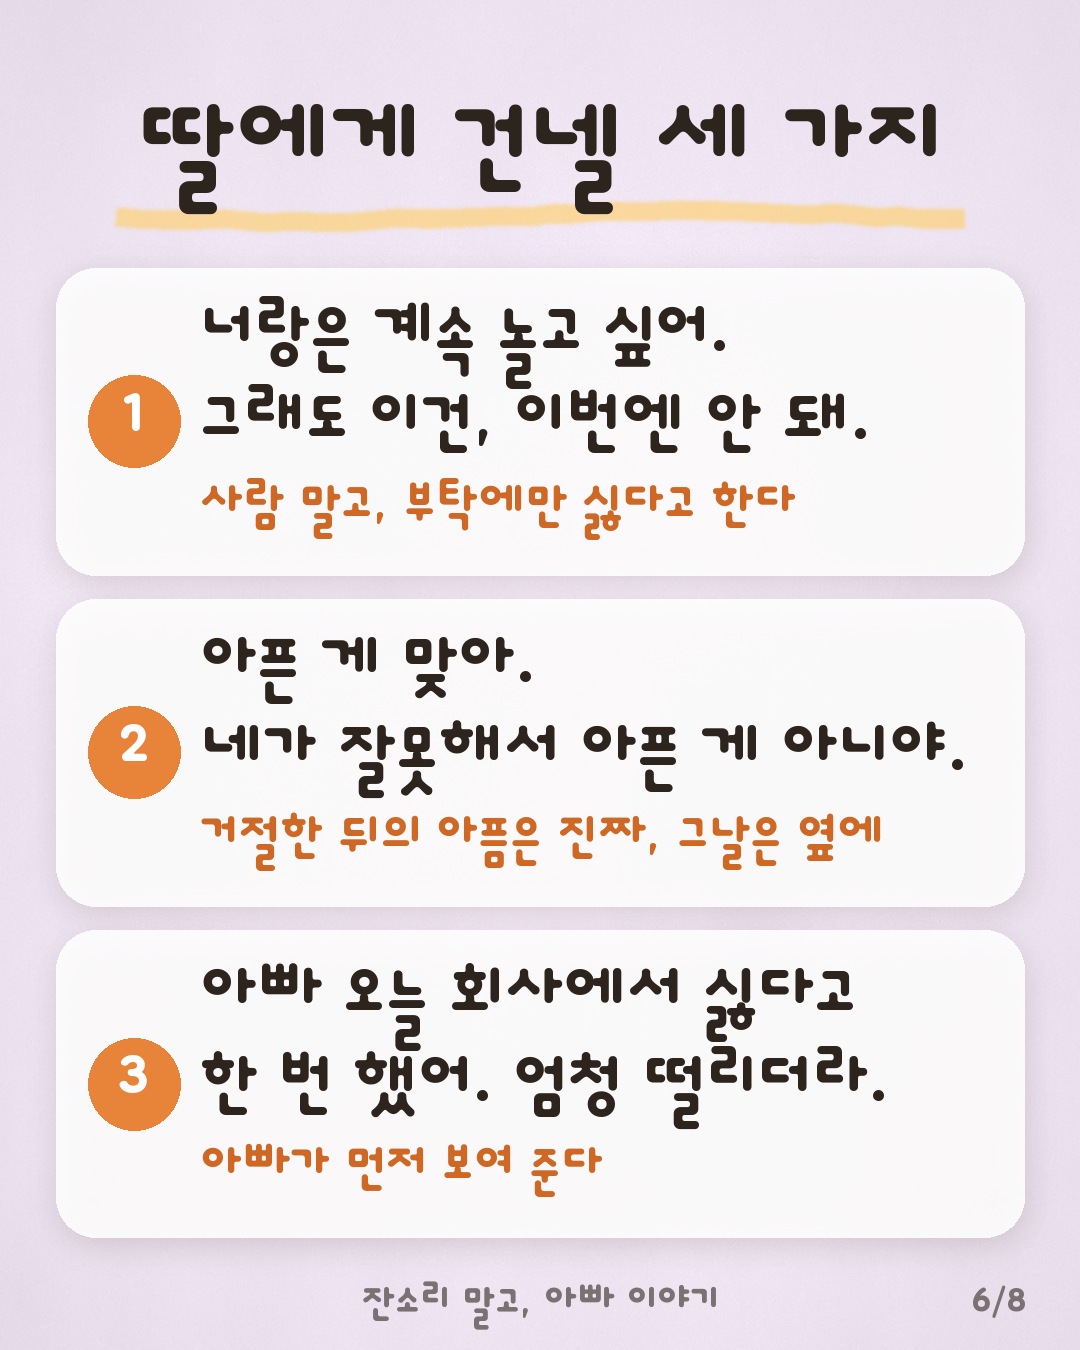 딸에게 건넬 세 가지
너랑은 계속 놀고 싶어.
1 그래도 이건, 이번엔 안 돼.
사람 말고, 부탁에만 싫다고 한다
아픈 게 맞아.
2 네가 잘못해서 아픈 게 아니야.
거절한 뒤의 아픔은 진짜, 그날은 옆에
아빠 오늘 회사에서 싫다고
3 한 번 했어. 엄청 떨리더라.
아빠가 먼저 보여 준다
잔소리 말고, 아빠 이야기 6/8